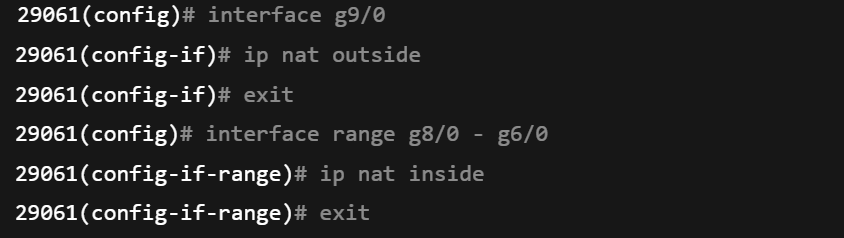 29061(config)# interface g9/0
29061(config-if)# ip nat outside
29061(config-if)# exit
29061(config)# interface range g8/0 - g6/0
29061(config-if-range)# ip nat inside
29061(config-if-range)# exit